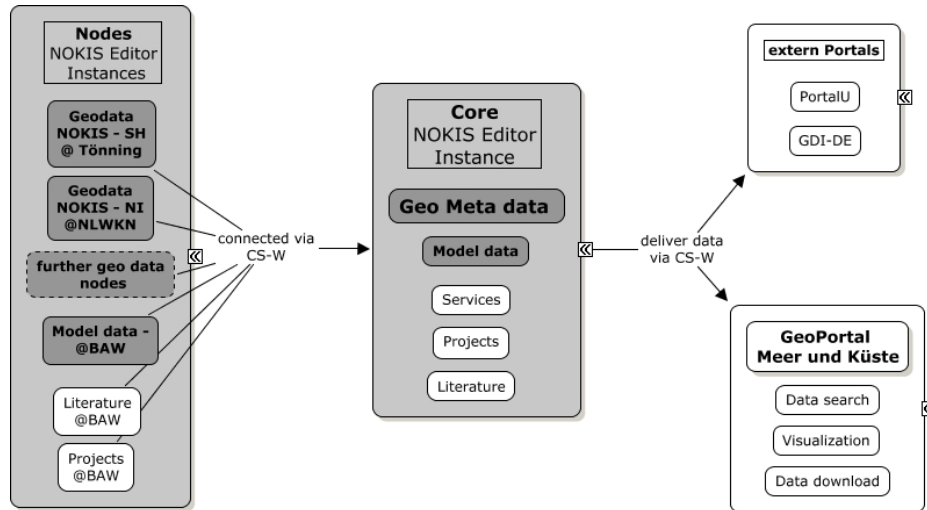 Nodes
NOKIS Editor
Instances
Geodata
NOKIS - SH
@ Tönning
Geodata
NOKIS - NI
@NLWKN
further geo data
nodes
Model data -
@BAW
Literature
@BAW
Projects
@BAW
connected via
CS-W
Core
NOKIS Editor
Instance
Geo Meta data
Model data
Services
Projects
Literature
deliver data
via CS-W
extern Portals
PortalU
GDI-DE
GeoPortal
Meer und Küste
Data search
Visualization
Data download